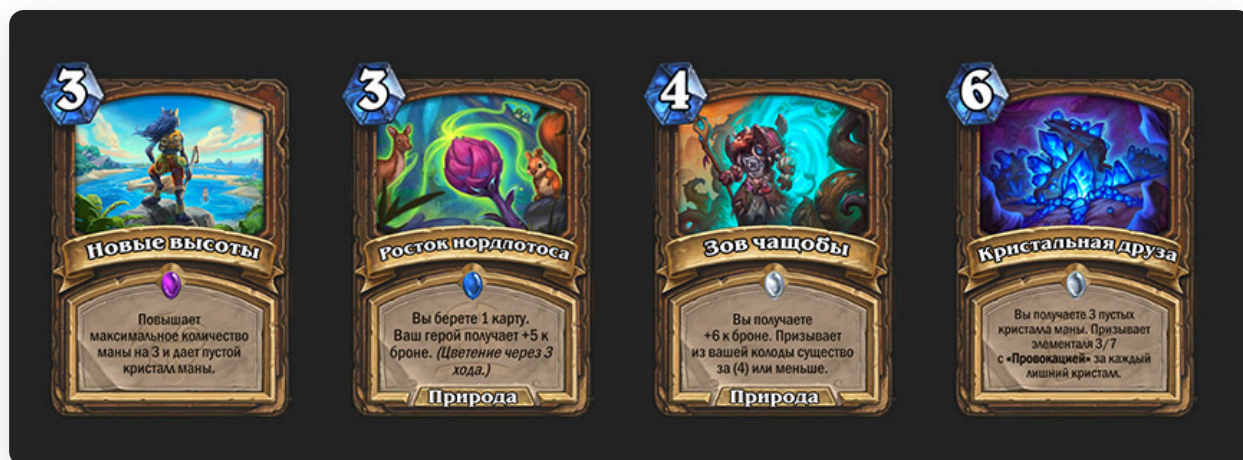 3
Новые высоты
Повышает
максимальное количество
маны на 3 и дает пустой
кристалл маны.
3
Росток нордлотоса
Вы берете 1 карту.
Ваш герой получает +5 к
броне. (Цветение через 3
хода.)
Природа
4
Зов чащобы
Вы получаете
+6 к броне. Призывает
из вашей колоды существо
за (4) или меньше.
Природа
6
Кристальная друза
Вы получаете 3 пустых
кристалла маны. Призывает
элементаля 3/7
с «Провокацией» за каждый
лишний кристалл.